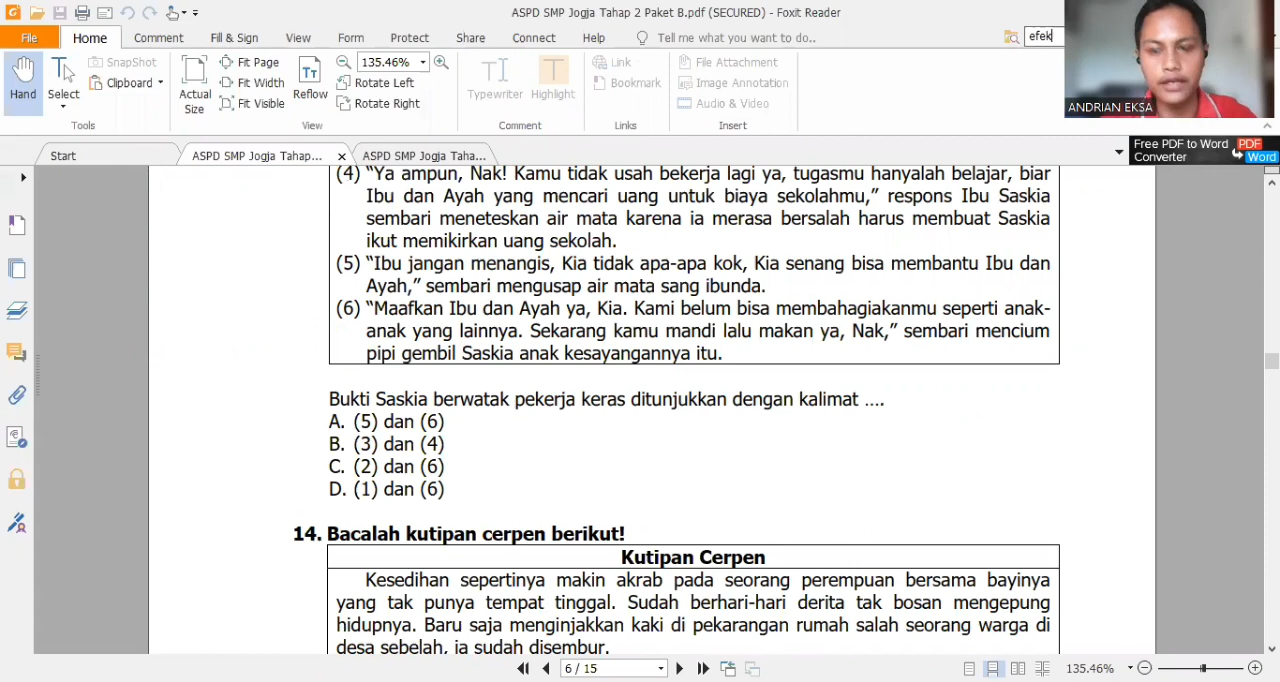 ASPD SMP Jogja Tahap 2 Paket B.pdf (SECURED) - Foxit Reader
File Home Comment Fill & Sign View Form Protect Share Connect Help Tell me what you want to do.. efek
Hand
Select
SnapShot
Clipboard
Tools
Actual Size
Fit Page
Fit Width
Fit Visible
Reflow
135.46%
Rotate Left
Rotate Right
View
Typewriter
Highlight
Comment
Link
Bookmark
Links
File Attachment
Image Annotation
Audio & Video
Insert
ANDRIAN EKSA
Start ASPD SMP Jogja Tahap... ASPD SMP Jogja Taha...
Free PDF to Word PDF
Converter Word
(4) “Ya ampun, Nak! Kamu tidak usah bekerja lagi ya, tugasmu hanyalah belajar, biar
Ibu dan Ayah yang mencari uang untuk biaya sekolahmu,” respons Ibu Saskia
sembari meneteskan air mata karena ia merasa bersalah harus membuat Saskia
ikut memikirkan uang sekolah.
(5) “Ibu jangan menangis, Kia tidak apa-apa kok, Kia senang bisa membantu Ibu dan
Ayah,” sembari mengusap air mata sang ibunda.
(6) “Maafkan Ibu dan Ayah ya, Kia. Kami belum bisa membahagiakanmu seperti anak-
anak yang lainnya. Sekarang kamu mandi lalu makan ya, Nak,” sembari mencium
pipi gembil Saskia anak kesayangannya itu.
Bukti Saskia berwatak pekerja keras ditunjukkan dengan kalimat ....
A. (5) dan (6)
B. (3) dan (4)
C. (2) dan (6)
D. (1) dan (6)
14. Bacalah kutipan cerpen berikut!
Kutipan Cerpen
Kesedihan sepertinya makin akrab pada seorang perempuan bersama bayinya
yang tak punya tempat tinggal. Sudah berhari-hari derita tak bosan mengepung
hidupnya. Baru saja menginjakkan kaki di pekarangan rumah salah seorang warga di
desa sebelah, ia sudah disembur.
6 / 15
135.46%